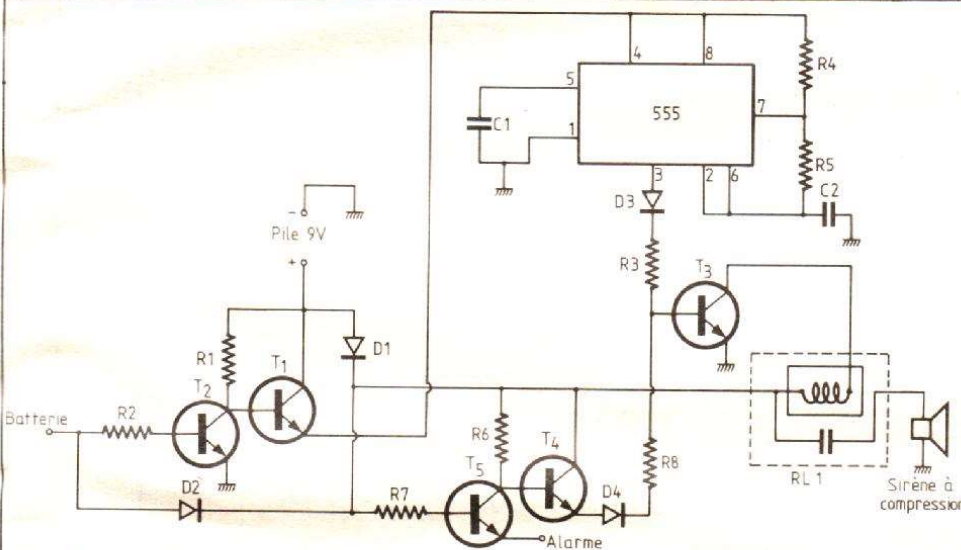 4
8
R4
5
C1
1
555
7
R5
3
2
6
C2
D3
-
Pile 9V
+
R3
T3
R1
T2
T1
D1
Batterie
R2
R6
T4
R8
RL 1
Sirène à
compression
D2
R7
T5
D4
Alarme